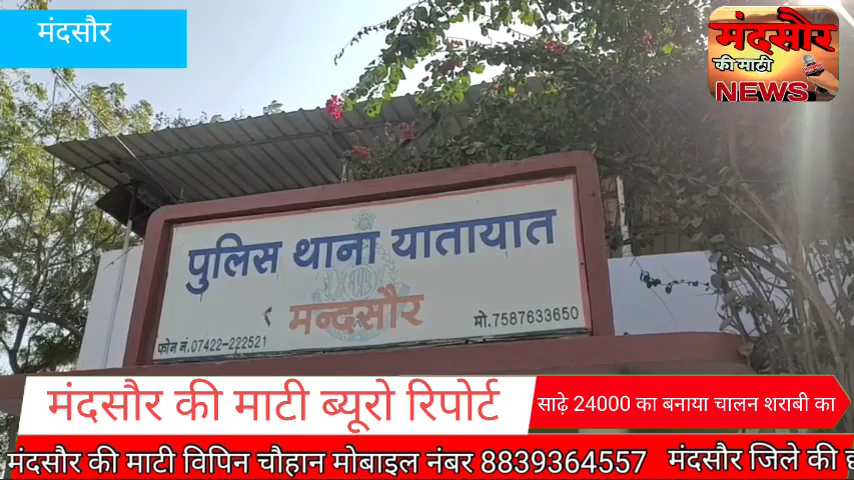 मंदसौर
मंदसौर
की माटी
NEWS
पुलिस थाना यातायात
मन्दसौर
फोन नं.07422-222521
मो.7587633650
मंदसौर की माटी ब्यूरो रिपोर्ट
साढ़े 24000 का बनाया चालन शराबी का
मंदसौर की माटी विपिन चौहान मोबाइल नंबर 8839364557 मंदसौर जिले की